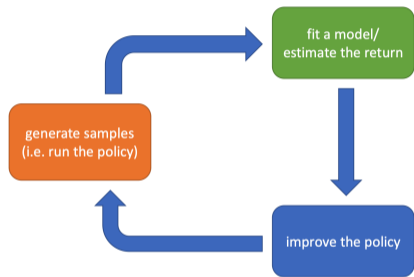 fit a model/
estimate the return
generate samples
(i.e. run the policy)
improve the policy